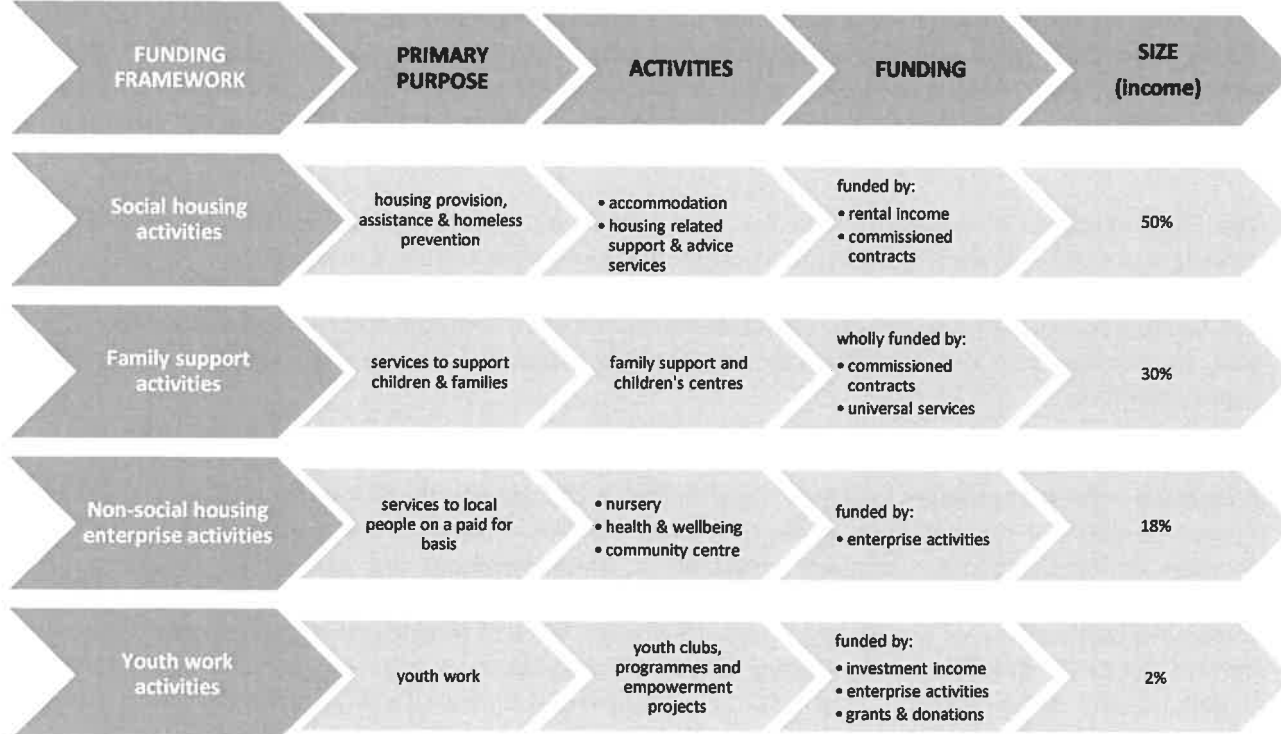 FUNDING
FRAMEWORK
PRIMARY
PURPOSE
ACTIVITIES
FUNDING
SIZE
(income)
Social housing
activities
housing provision,
assistance & homeless
prevention
• accommodation
• housing related
support & advice
services
funded by:
• rental income
• commissioned
contracts
50%
Family support
activities
services to support
children & families
family support and
children's centres
wholly funded by:
• commissioned
contracts
• universal services
30%
Non-social housing
enterprise activities
services to local
people on a paid for
basis
• nursery
• health & wellbeing
• community centre
funded by:
• enterprise activities
18%
Youth work
activities
youth work
youth clubs,
programmes and
empowerment
projects
funded by:
• investment income
• enterprise activities
• grants & donations
2%